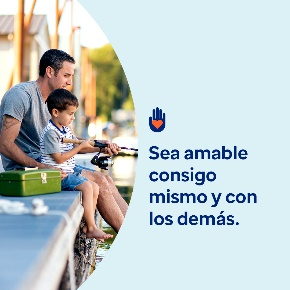 Sea amable
consigo
mismo y con
los demás.